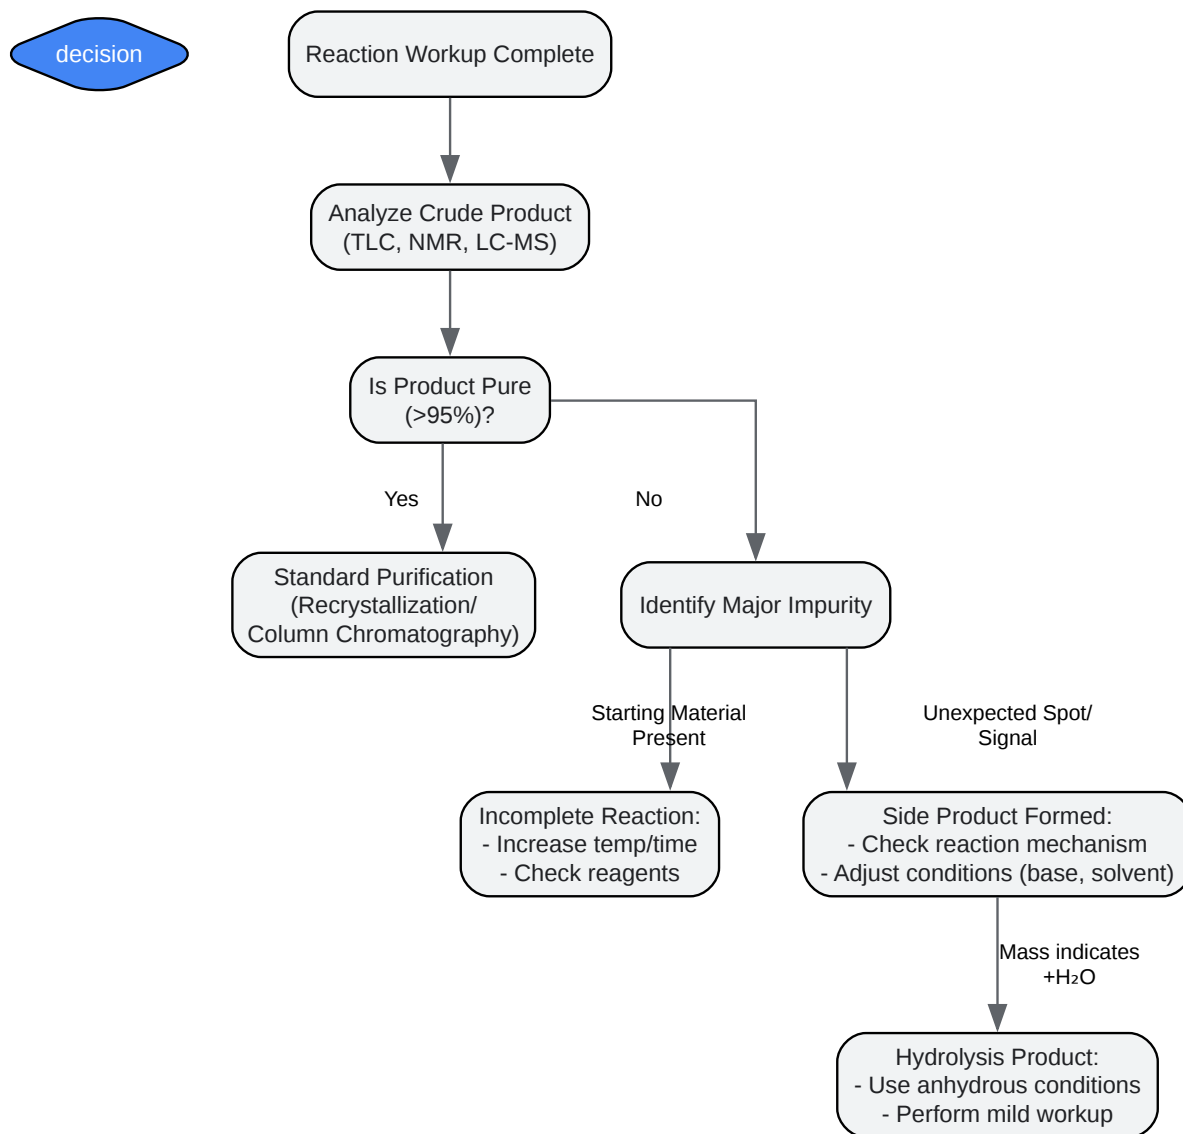 decision
Reaction Workup Complete
Analyze Crude Product
(TLC, NMR, LC-MS)
Is Product Pure
(>95%)?
Yes
No
Standard Purification
(Recrystallization/
Column Chromatography)
Identify Major Impurity
Starting Material
Present
Unexpected Spot/
Signal
Incomplete Reaction:
- Increase temp/time
- Check reagents
Side Product Formed:
- Check reaction mechanism
- Adjust conditions (base, solvent)
Mass indicates
+H₂O
Hydrolysis Product:
- Use anhydrous conditions
- Perform mild workup